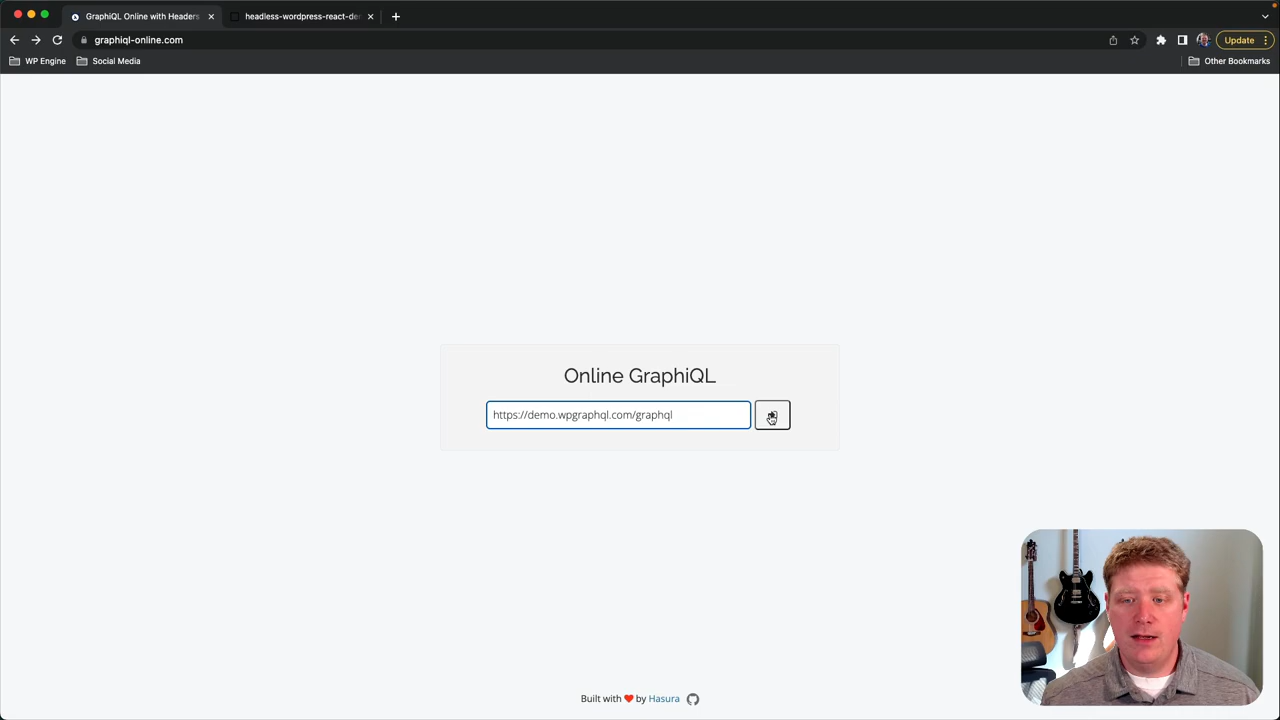 GraphiQL Online with Headers
headless-wordpress-react-de
graphiql-online.com
Update
WP Engine
Social Media
Other Bookmarks
Online GraphiQL
https://demo.wpgraphql.com/graphql
Built with ❤ by Hasura